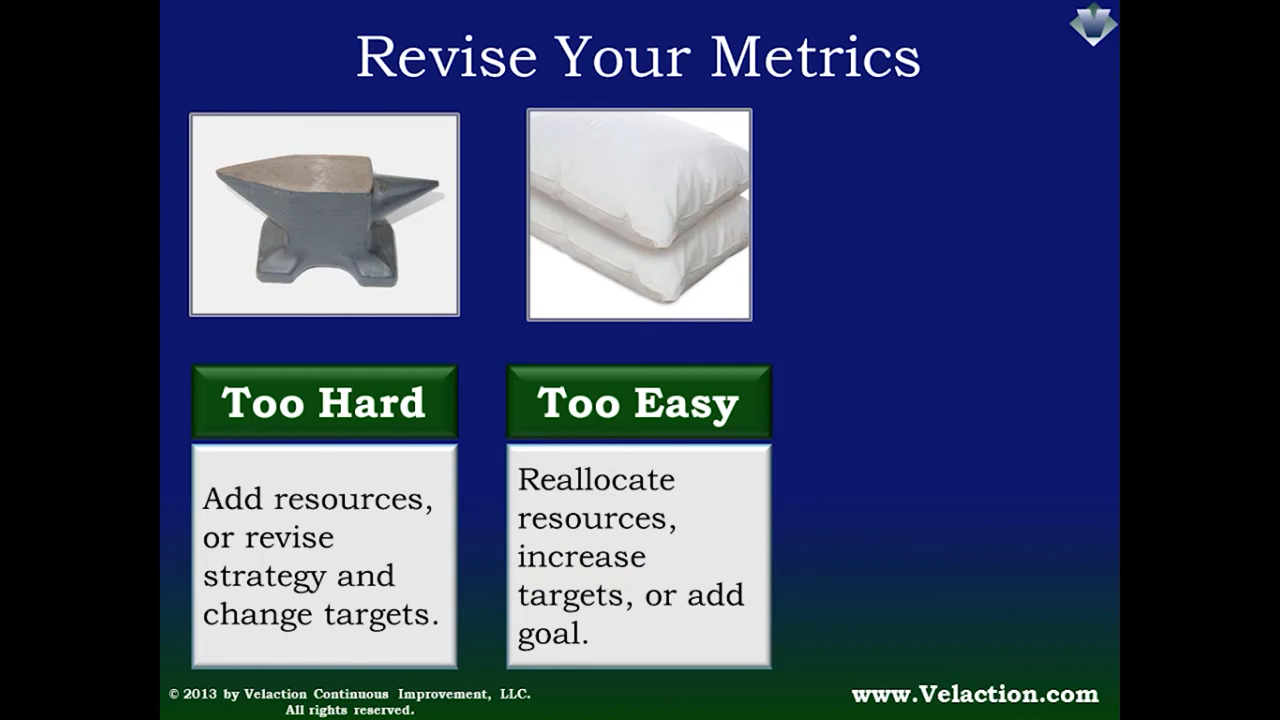 Revise Your Metrics
Too Hard
Add resources,
or revise
strategy and
change targets.
Too Easy
Reallocate
resources,
increase
targets, or add
goal.
© 2013 by Velaction Continuous Improvement, LLC.
All rights reserved.
www.Velaction.com